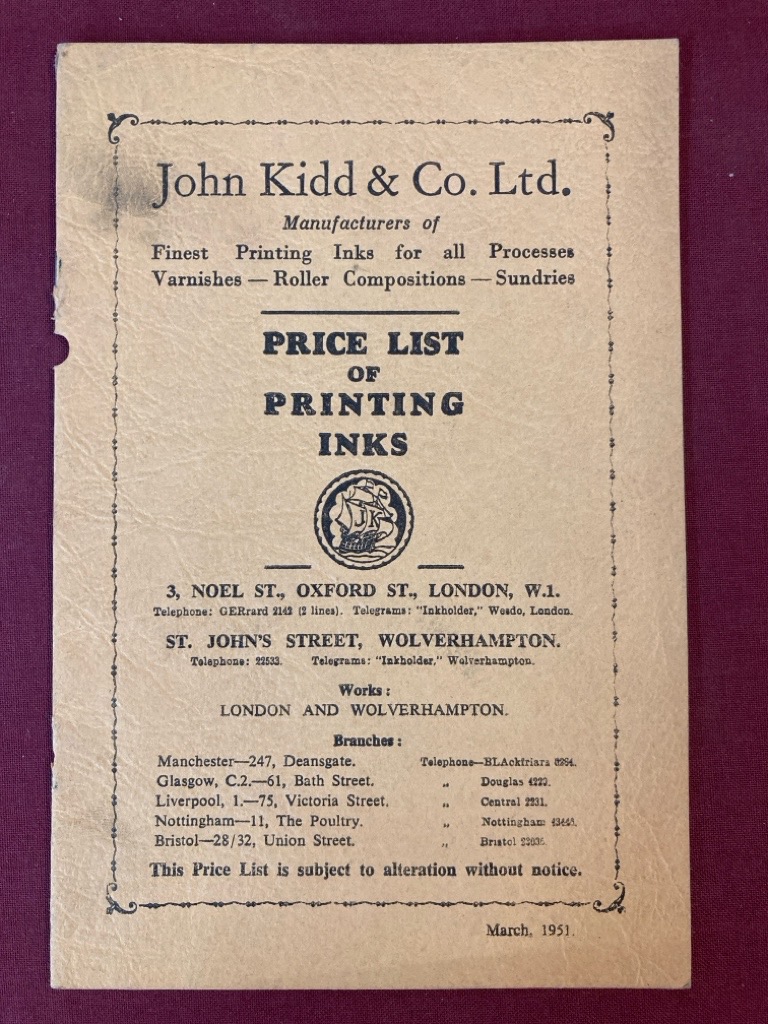 John Kidd & Co. Ltd.
Manufacturers of
Finest Printing Inks for all Processes
Varnishes — Roller Compositions — Sundries
PRICE LIST
OF
PRINTING
INKS
JK
3, NOEL ST., OXFORD ST., LONDON, W.1.
Telephone: GERrard 2142 (2 lines). Telegrams: "Inkholder," Wesdo, London.
ST. JOHN'S STREET, WOLVERHAMPTON.
Telephone: 22533. Telegrams: "Inkholder," Wolverhampton.
Works:
LONDON AND WOLVERHAMPTON.
Branches:
Manchester—247, Deansgate. Telephone—BLAckfriars
Glasgow, C.2.—61, Bath Street. „ Douglas
Liverpool, 1.—75, Victoria Street. „ Central 2231.
Nottingham—11, The Poultry. „ Nottingham
Bristol—28/32, Union Street. „ Bristol
This Price List is subject to alteration without notice.
March, 1951.